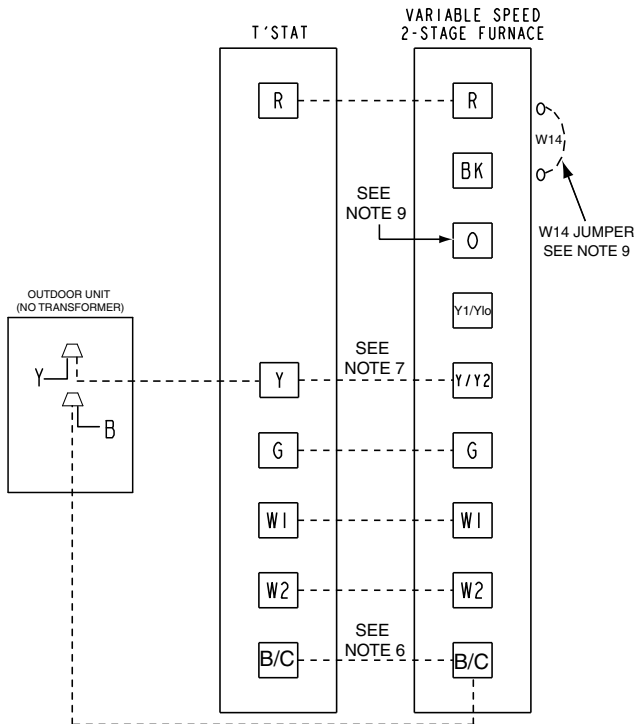 VARIABLE SPEED
2-STAGE FURNACE
T'STAT
R
R
W14
BK
SEE
NOTE 9
O
W14 JUMPER
SEE NOTE 9
OUTDOOR UNIT
(NO TRANSFORMER)
Y1/Ylo
SEE
NOTE 7
Y
Y
Y/Y2
B
G
G
W1
W1
W2
W2
SEE
NOTE 6
B/C
B/C